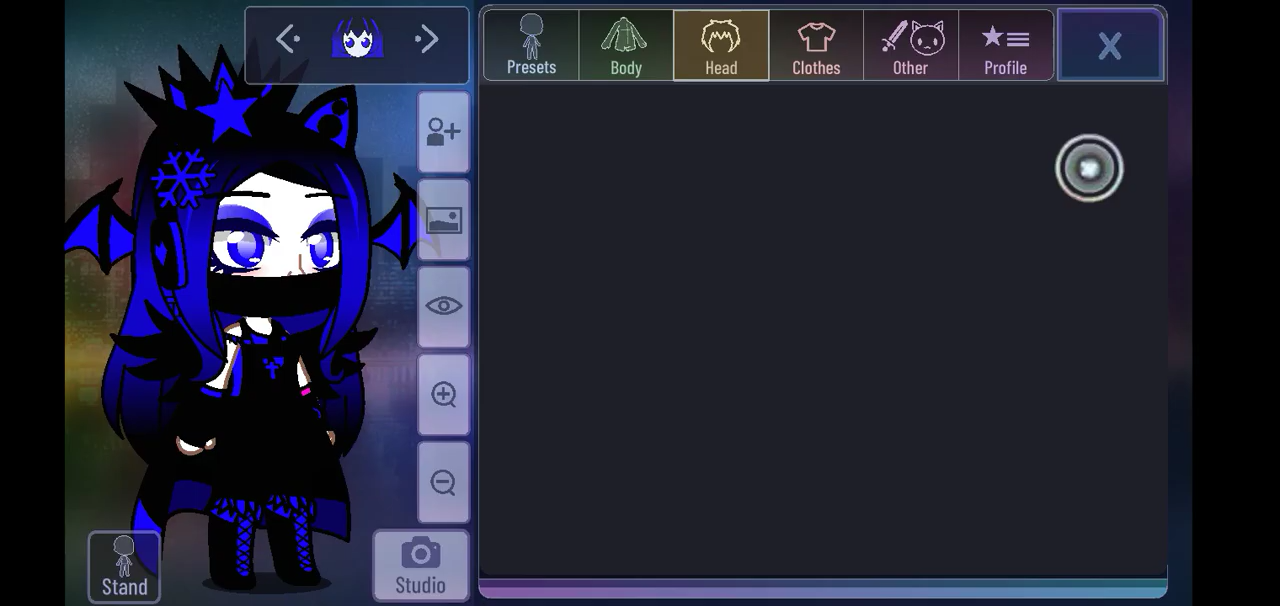 Presets
Body
Head
Clothes
Other
Profile
X
Stand
Studio